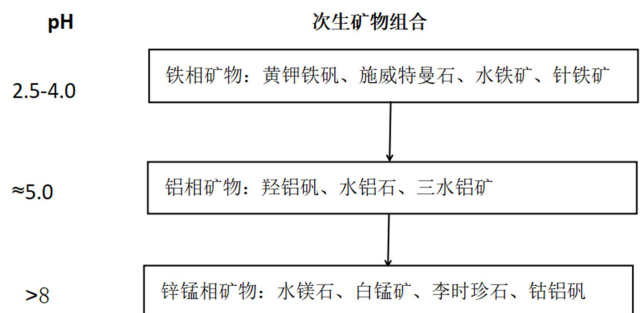 pH 次生矿物组合
2.5-4.0 铁相矿物：黄钾铁矾、施威特曼石、水铁矿、针铁矿
≈5.0 铝相矿物：羟铝矾、水铝石、三水铝矿
>8 锌锰相矿物：水镁石、白锰矿、李时珍石、钴铝矾